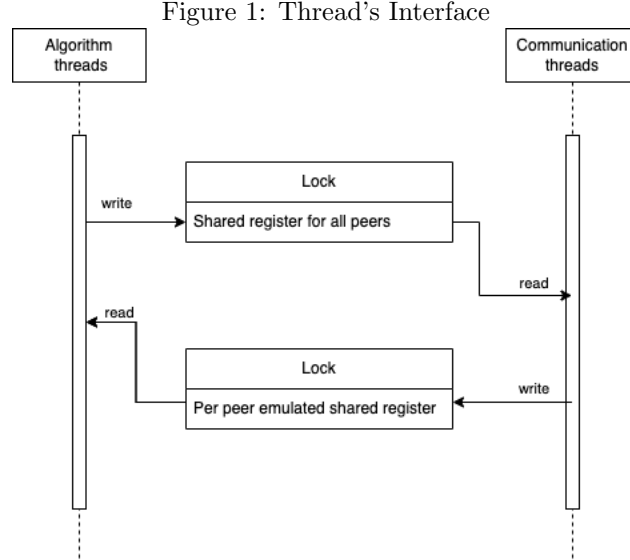 Figure 1: Thread's Interface
Algorithm
threads
Communication
threads
Lock
write
Shared register for all peers
read
read
Lock
write
Per peer emulated shared register